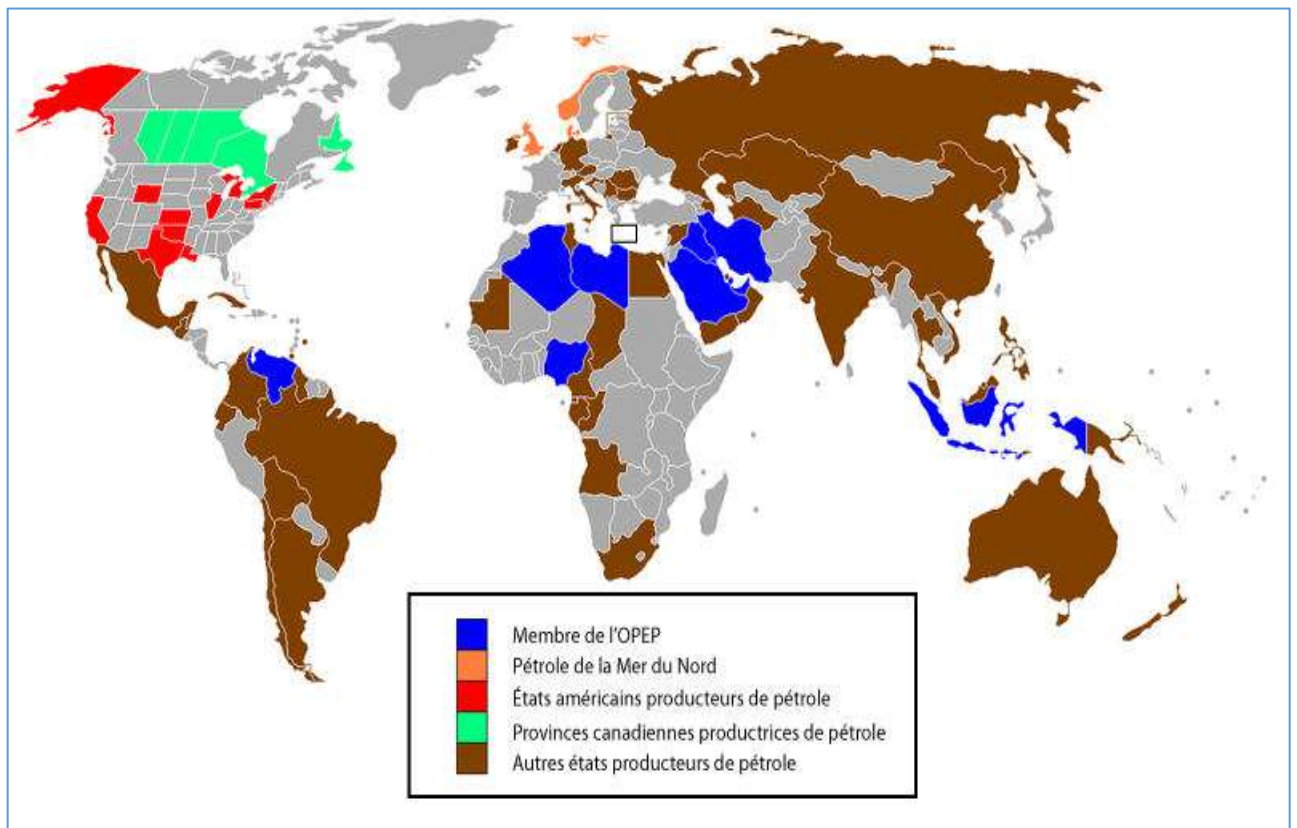 Membre de l'OPEP
Pétrole de la Mer du Nord
États américains producteurs de pétrole
Provinces canadiennes productrices de pétrole
Autres états producteurs de pétrole